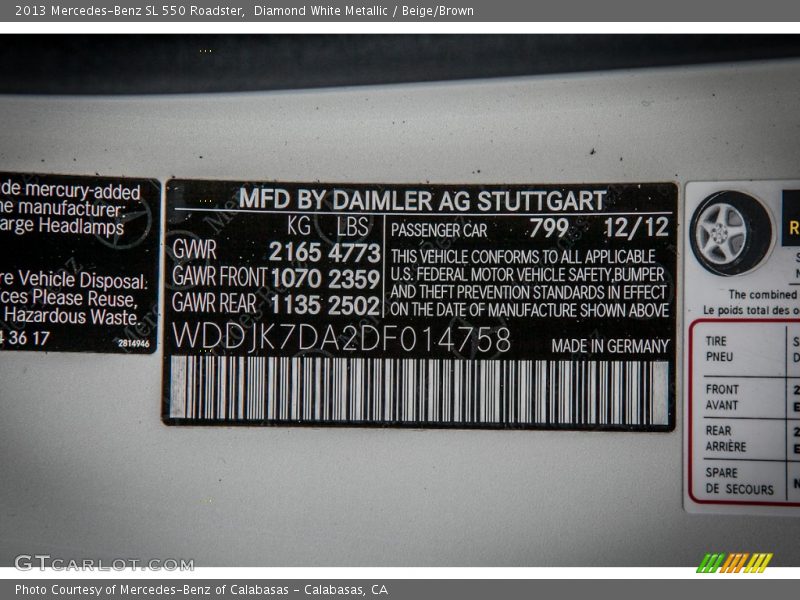 2013 Mercedes-Benz SL 550 Roadster,  Diamond White Metallic / Beige/Brown
de mercury-added
he manufacturer:
arge Headlamps
re Vehicle Disposal.
ces Please Reuse,
Hazardous Waste.
4 36 17
2814946
MFD BY DAIMLER AG STUTTGART
KG LBS
GVWR 2165 4773
GAWR FRONT 1070 2359
GAWR REAR 1135 2502
PASSENGER CAR 799 12/12
THIS VEHICLE CONFORMS TO ALL APPLICABLE
U.S. FEDERAL MOTOR VEHICLE SAFETY,BUMPER
AND THEFT PREVENTION STANDARDS IN EFFECT
ON THE DATE OF MANUFACTURE SHOWN ABOVE
WDDJK7DA2DF014758
MADE IN GERMANY
The combined
Le poids total des o
TIRE
PNEU
FRONT
AVANT
REAR
ARRIÈRE
SPARE
DE SECOURS
GTCARLOT.COM
Photo Courtesy of Mercedes-Benz of Calabasas - Calabasas, CA